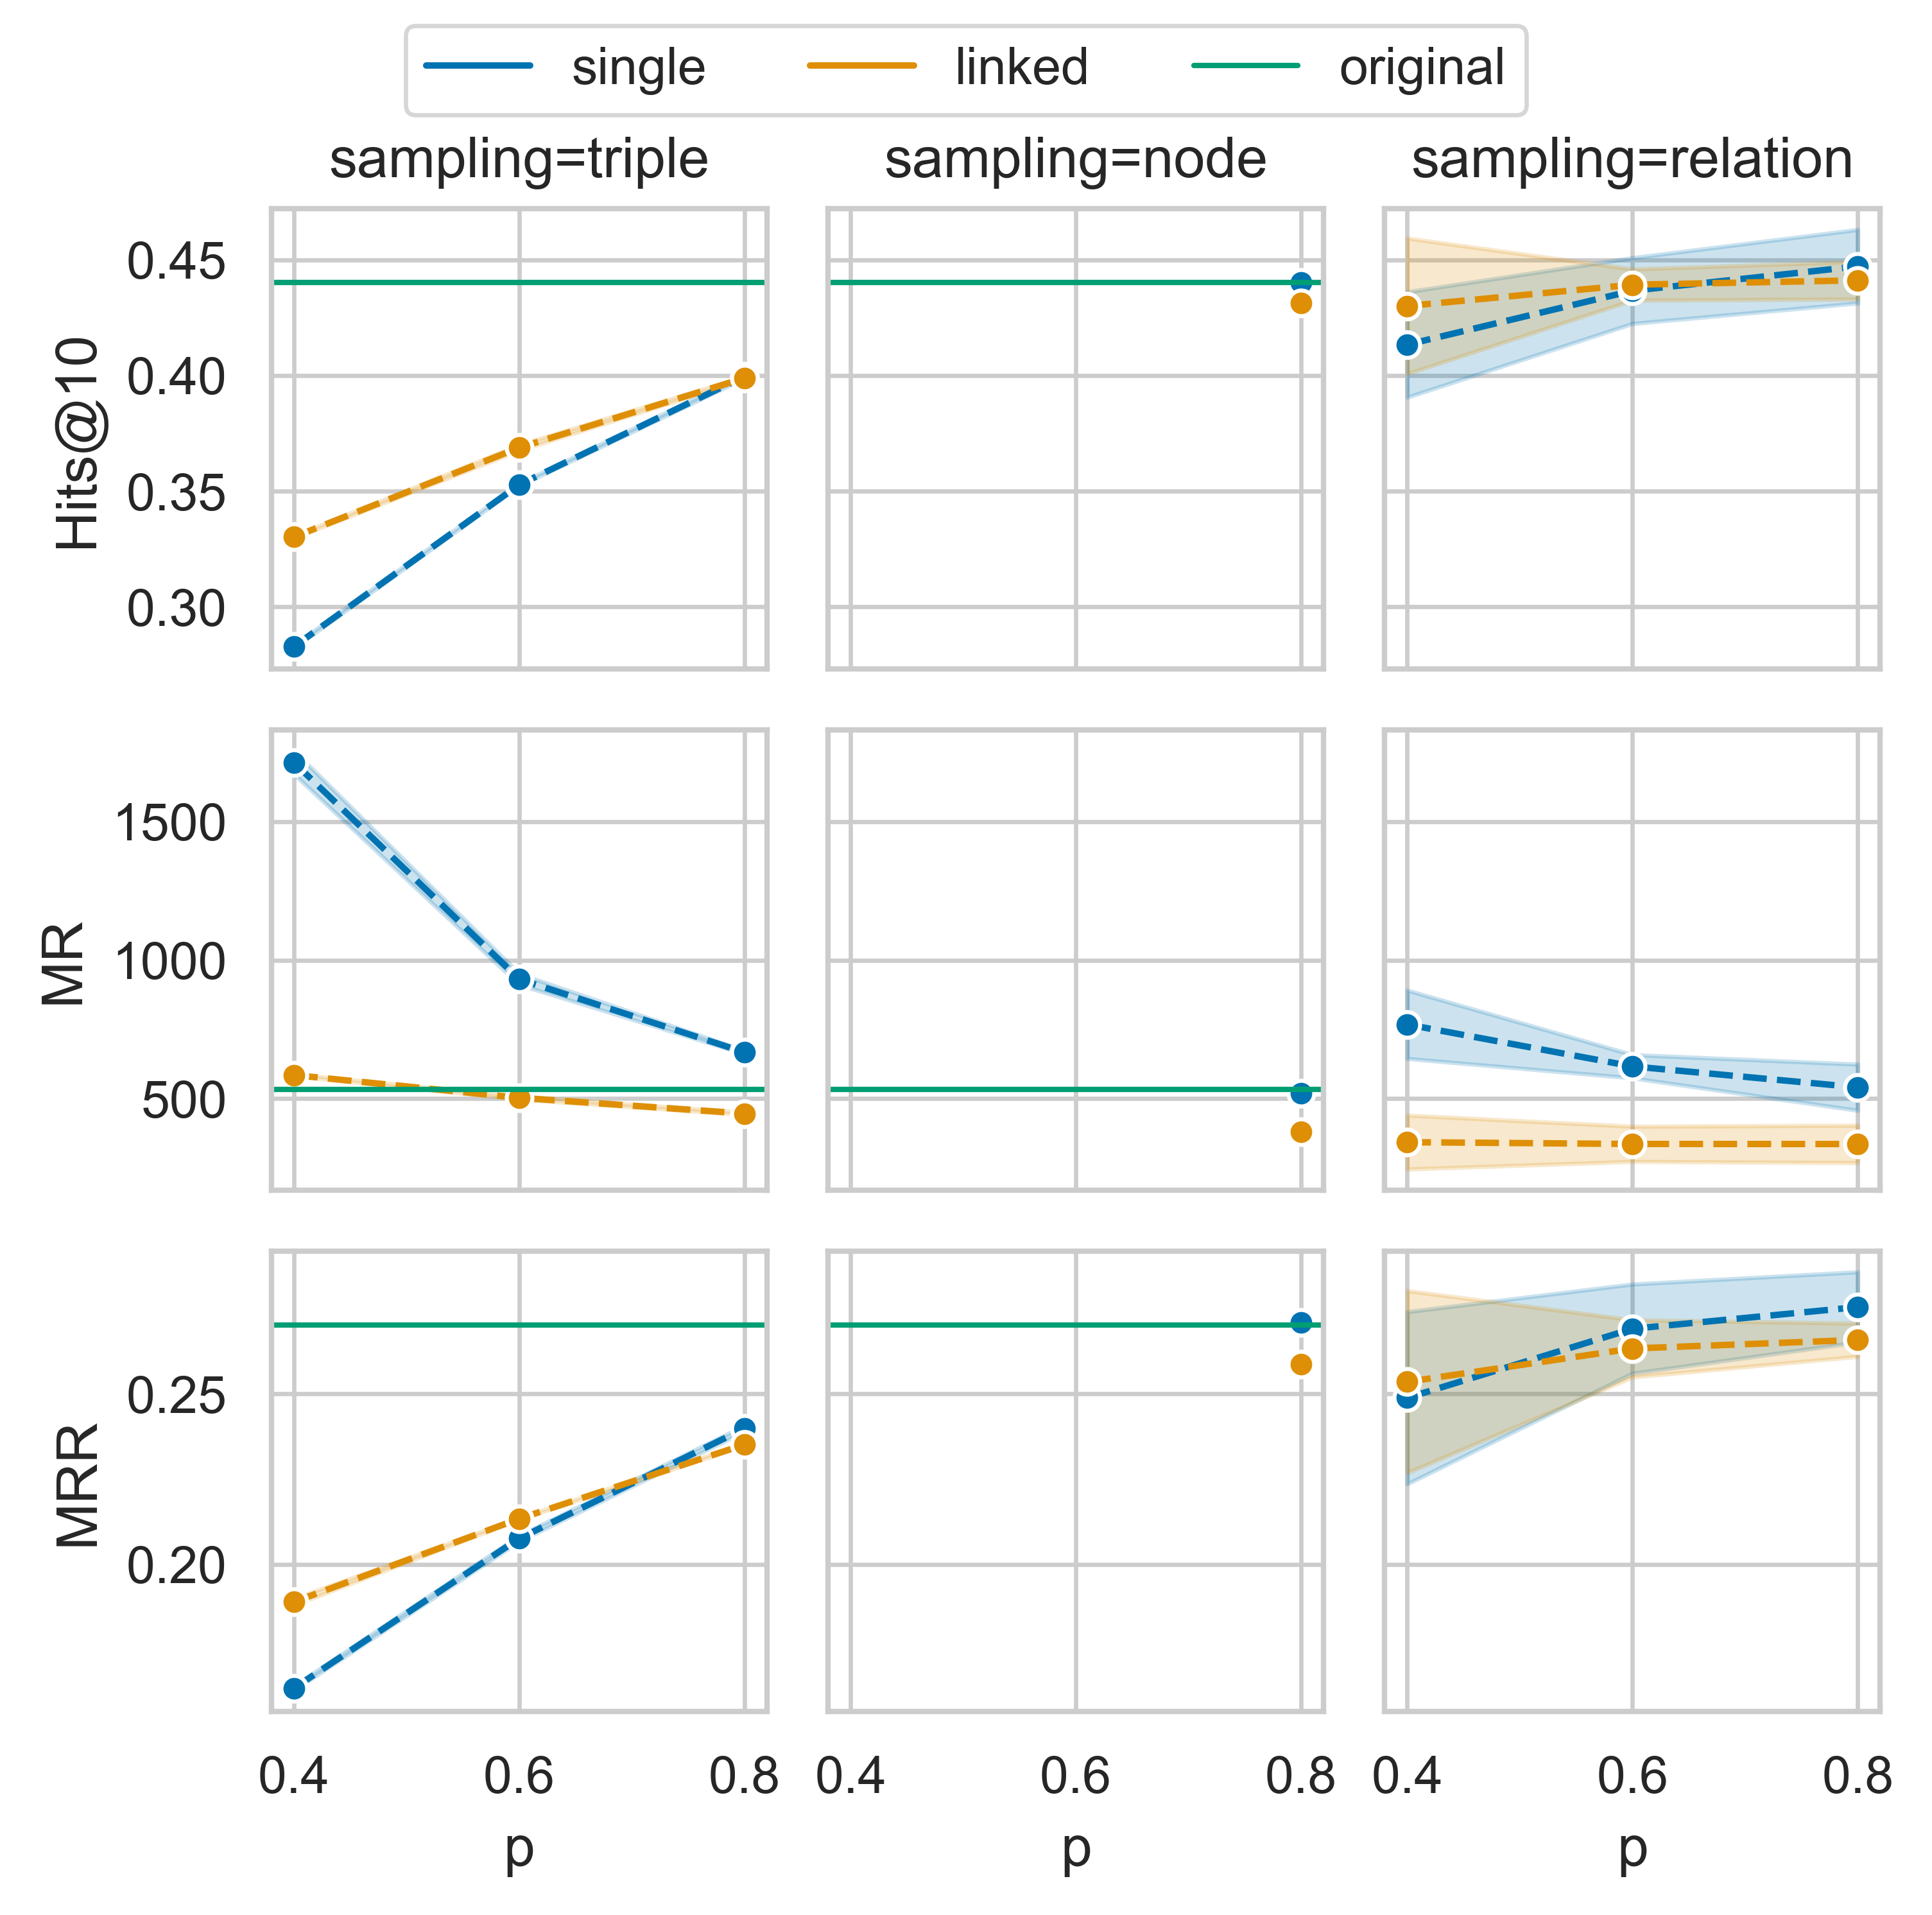 single linked original
sampling=triple sampling=node sampling=relation
Hits@10
0.45
0.40
0.35
0.30
MR
1500
1000
500
MRR
0.25
0.20
0.4 0.6 0.8 0.4 0.6 0.8 0.4 0.6 0.8
p p p